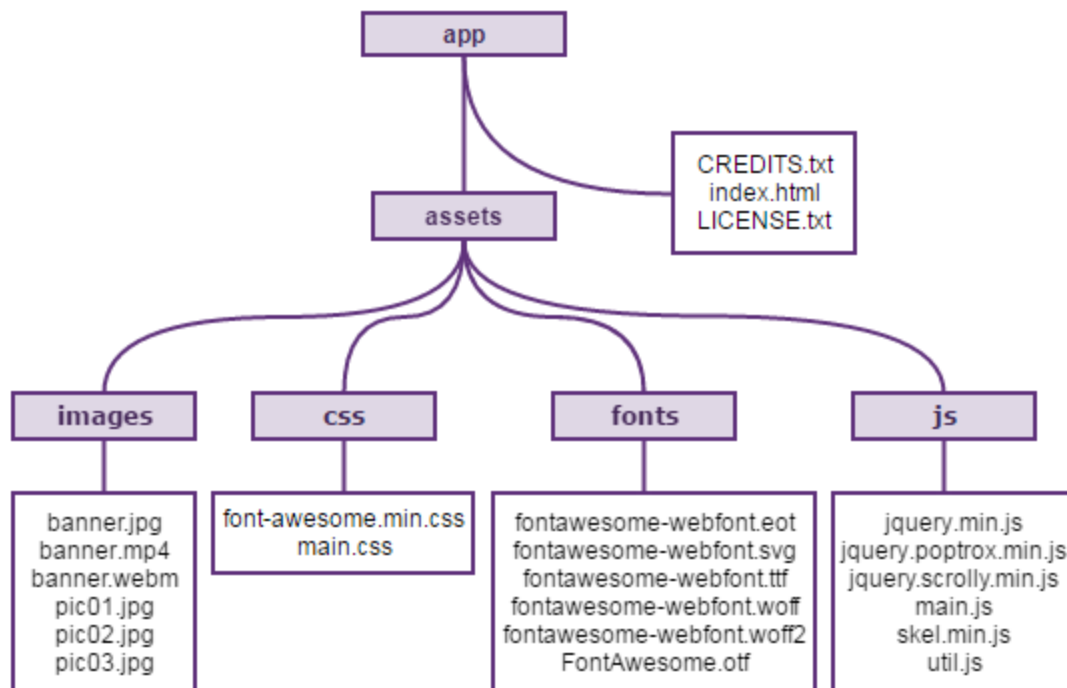 app
CREDITS.txt
index.html
LICENSE.txt
assets
images
css
fonts
js
banner.jpg
banner.mp4
banner.webm
pic01.jpg
pic02.jpg
pic03.jpg
font-awesome.min.css
main.css
fontawesome-webfont.eot
fontawesome-webfont.svg
fontawesome-webfont.ttf
fontawesome-webfont.woff
fontawesome-webfont.woff2
FontAwesome.otf
jquery.min.js
jquery.poptrox.min.js
jquery.scrolly.min.js
main.js
skel.min.js
util.js